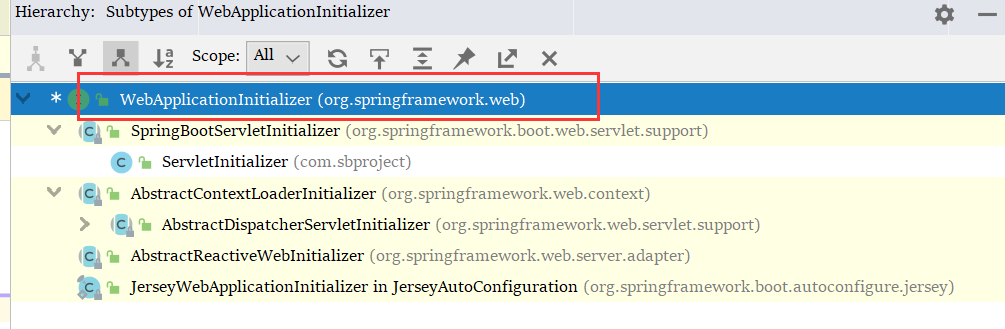 Hierarchy: Subtypes of WebApplicationInitializer
Scope: All
* WebApplicationInitializer (org.springframework.web)
SpringBootServletInitializer (org.springframework.boot.web.servlet.support)
ServletInitializer (com.sbproject)
AbstractContextLoaderInitializer (org.springframework.web.context)
AbstractDispatcherServletInitializer (org.springframework.web.servlet.support)
AbstractReactiveWebInitializer (org.springframework.web.server.adapter)
JerseyWebApplicationInitializer in JerseyAutoConfiguration (org.springframework.boot.autoconfigure.jersey)